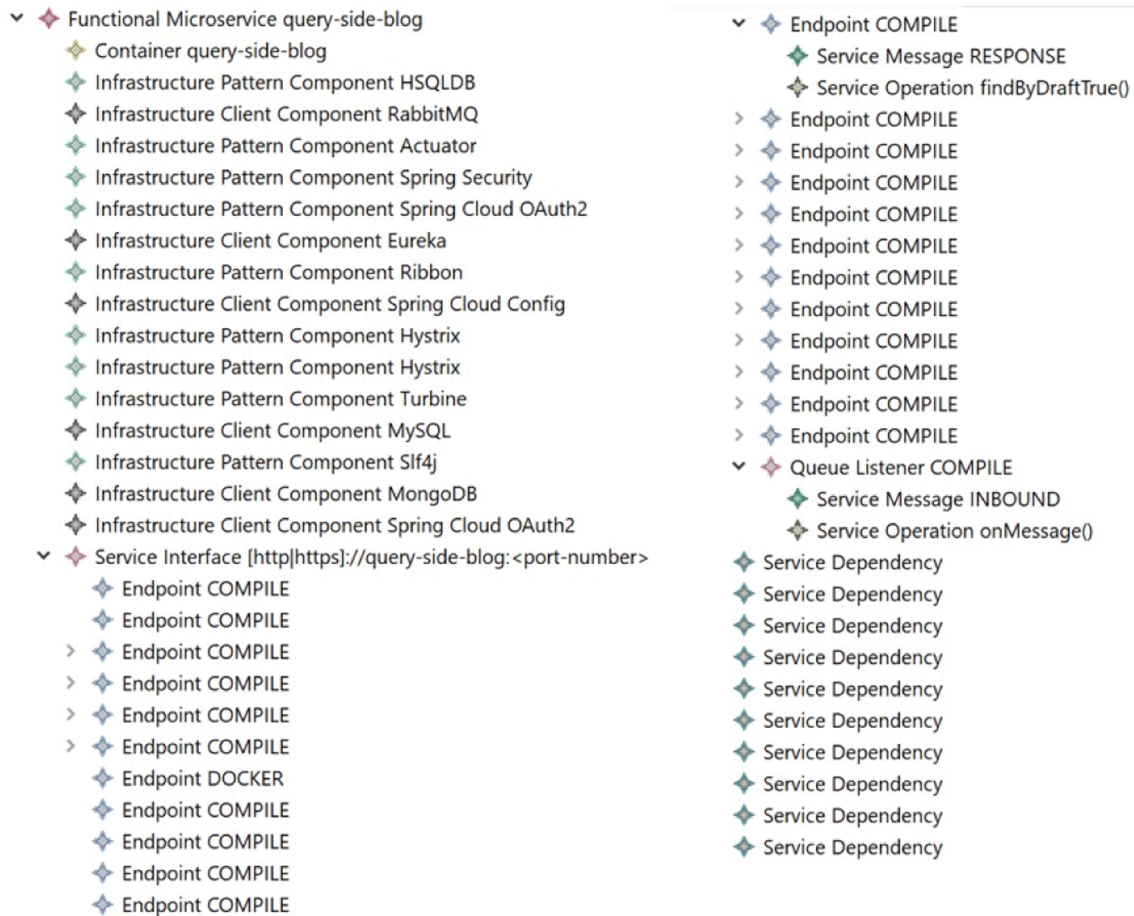 Functional Microservice query-side-blog
Container query-side-blog
Infrastructure Pattern Component HSQLDB
Infrastructure Client Component RabbitMQ
Infrastructure Pattern Component Actuator
Infrastructure Pattern Component Spring Security
Infrastructure Pattern Component Spring Cloud OAuth2
Infrastructure Client Component Eureka
Infrastructure Pattern Component Ribbon
Infrastructure Client Component Spring Cloud Config
Infrastructure Pattern Component Hystrix
Infrastructure Pattern Component Hystrix
Infrastructure Pattern Component Turbine
Infrastructure Client Component MySQL
Infrastructure Pattern Component Slf4j
Infrastructure Client Component MongoDB
Infrastructure Client Component Spring Cloud OAuth2
Service Interface [http|https]://query-side-blog:<port-number>
Endpoint COMPILE
Endpoint COMPILE
Endpoint COMPILE
Endpoint COMPILE
Endpoint COMPILE
Endpoint COMPILE
Endpoint DOCKER
Endpoint COMPILE
Endpoint COMPILE
Endpoint COMPILE
Endpoint COMPILE
Endpoint COMPILE
Service Message RESPONSE
Service Operation findByDraftTrue()
Endpoint COMPILE
Endpoint COMPILE
Endpoint COMPILE
Endpoint COMPILE
Endpoint COMPILE
Endpoint COMPILE
Endpoint COMPILE
Endpoint COMPILE
Endpoint COMPILE
Endpoint COMPILE
Endpoint COMPILE
Queue Listener COMPILE
Service Message INBOUND
Service Operation onMessage()
Service Dependency
Service Dependency
Service Dependency
Service Dependency
Service Dependency
Service Dependency
Service Dependency
Service Dependency
Service Dependency
Service Dependency